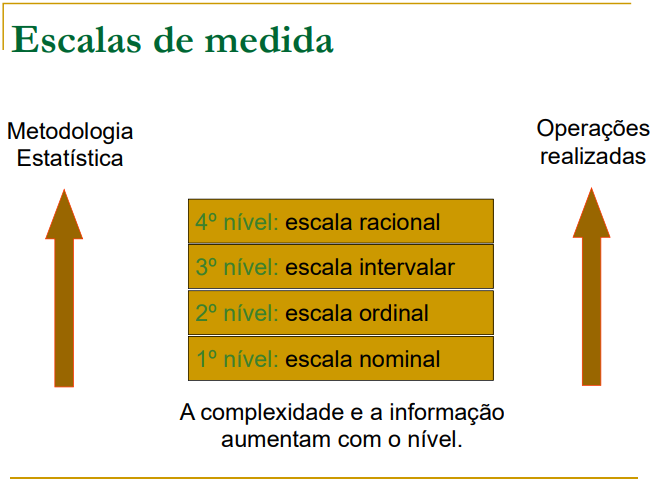 Escalas de medida
Metodologia
Estatística
Operações
realizadas
4º nível: escala racional
3º nível: escala intervalar
2º nível: escala ordinal
1º nível: escala nominal
A complexidade e a informação
aumentam com o nível.